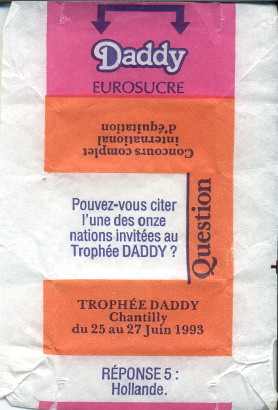 Daddy
EUROSUCRE
Concours complet
international
d'équitation
Pouvez-vous citer
l'une des onze
nations invitées au
Trophée DADDY ?
Question
TROPHÉE DADDY
Chantilly
du 25 au 27 Juin 1993
RÉPONSE 5 :
Hollande.